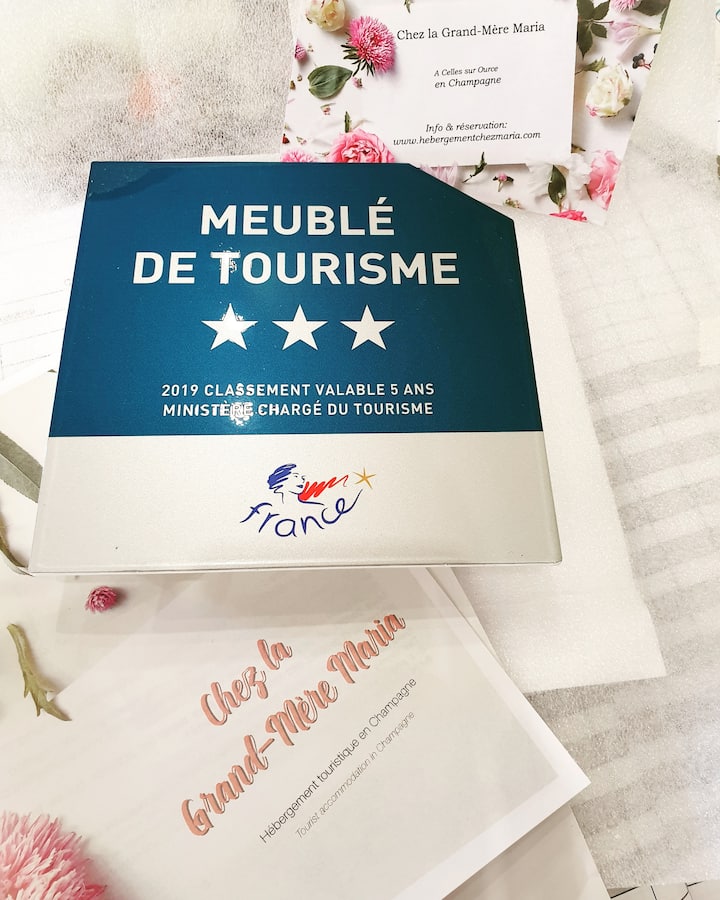 Chez la Grand-Mère Maria
A Celles sur Ource
en Champagne
Info & réservation:
www.hebergementchezmaria.com
MEUBLÉ
DE TOURISME
2019 CLASSEMENT VALABLE 5 ANS
MINISTÈRE CHARGÉ DU TOURISME
france
Chez la
Grand-Mère Maria
Hébergement touristique en Champagne
Tourist accommodation in Champagne